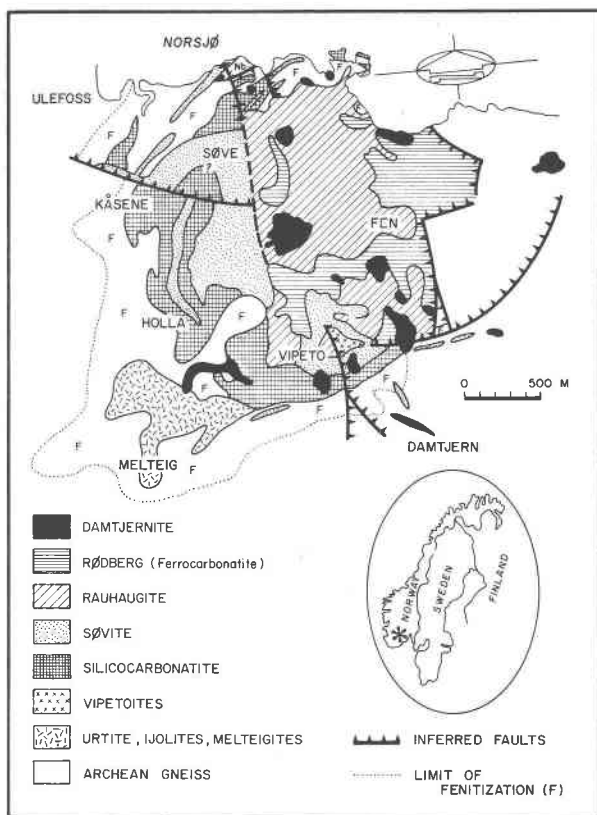 NORSJØ
Nb
F
F
F
ULEFOSS
F
F
F
SØVE
?
KÅSENE
F
FEN
F
F
HOLLA
F
VIPETO
F
F
F
0 500 M
F
F
DAMTJERN
MELTEIG
DAMTJERNITE
RØDBERG (Ferrocarbonatite)
RAUHAUGITE
SØVITE
SILICOCARBONATITE
VIPETOITES
URTITE, IJOLITES, MELTEIGITES
ARCHEAN GNEISS
NORWAY
SWEDEN
FINLAND
INFERRED FAULTS
LIMIT OF
FENITIZATION (F)